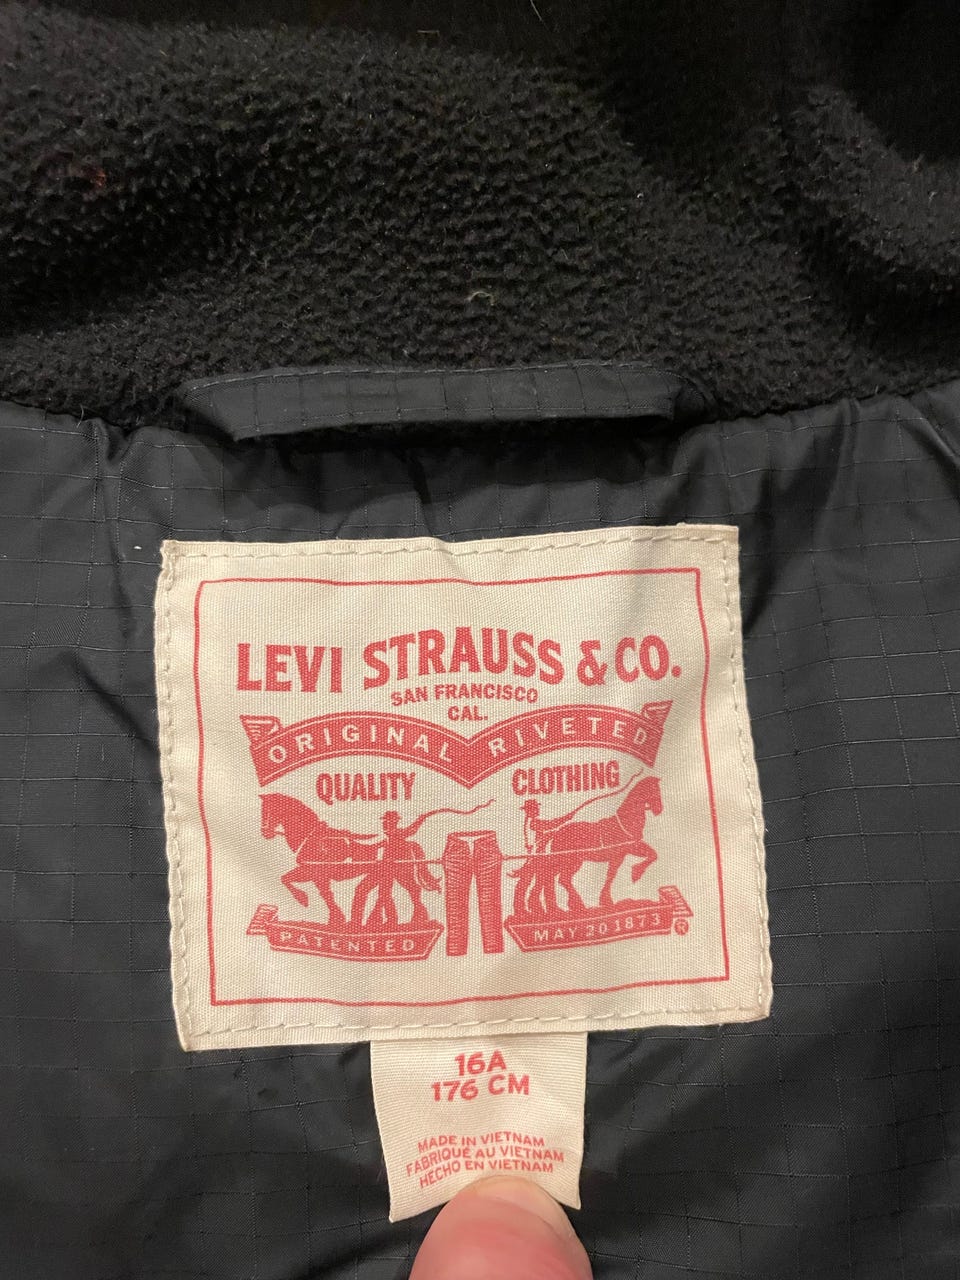 LEVI STRAUSS & CO.
SAN FRANCISCO
CAL.
ORIGINAL RIVETED
QUALITY CLOTHING
PATENTED MAY 20 1873 ®
16A
176 CM
MADE IN VIETNAM
FABRIQUÉ AU VIETNAM
HECHO EN VIETNAM